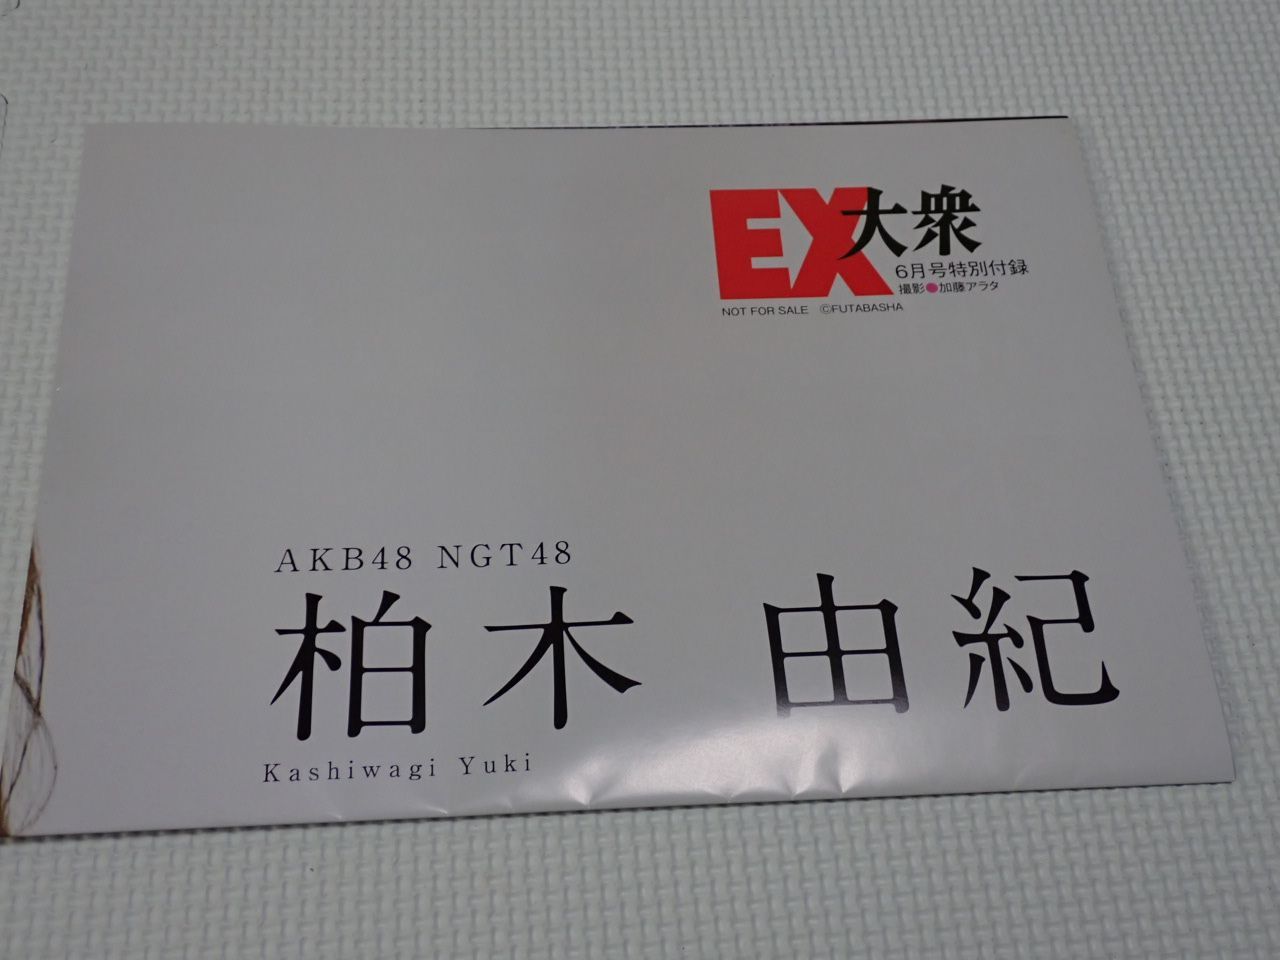 EX大衆
6月号特別付録
撮影●加藤アラタ
NOT FOR SALE ©FUTABASHA
AKB48 NGT48
柏木 由紀
Kashiwagi Yuki